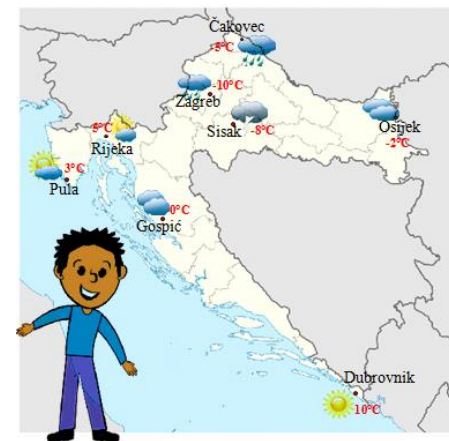 Čakovec
-5°C
-10°C
Zagreb
Sisak
-8°C
Osijek
-2°C
5°C
Rijeka
3°C
Pula
0°C
Gospić
Dubrovnik
10°C